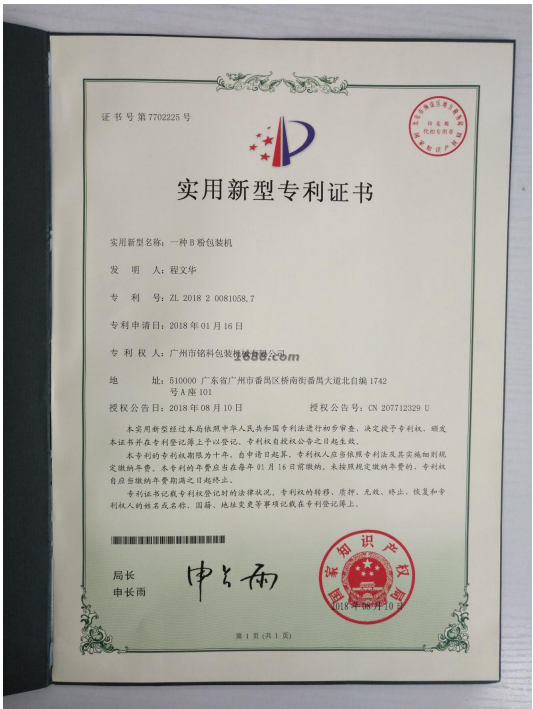 证书号第7702225号
实用新型专利证书
实用新型名称：一种B粉包装机
发明人：程文华
专利号：ZL 2018 2 0081058.7
专利申请日：2018年01月16日
专利权人：广州市铭科包装机械有限公司
1688.com
地址：510000 广东省广州市番禺区桥南街番禺大道北自编1742
号A座101
授权公告日：2018年08月10日 授权公告号：CN 207712329 U
本实用新型经过本局依照中华人民共和国专利法进行初步审查，决定授予专利权，颁发
本证书并在专利登记簿上予以登记。专利权自授权公告之日起生效。
本专利的专利权期限为十年，自申请日起算。专利权人应当依照专利法及其实施细则规
定缴纳年费。本专利的年费应当在每年01月16日前缴纳。未按照规定缴纳年费的，专利权
自应当缴纳年费期满之日起终止。
专利证书记载专利权登记时的法律状况。专利权的转移、质押、无效、终止、恢复和专
利权人的姓名或名称、国籍、地址变更等事项记载在专利登记簿上。
局长
申长雨
申长雨
国家知识产权局
2018年08月10日
第1页(共1页)